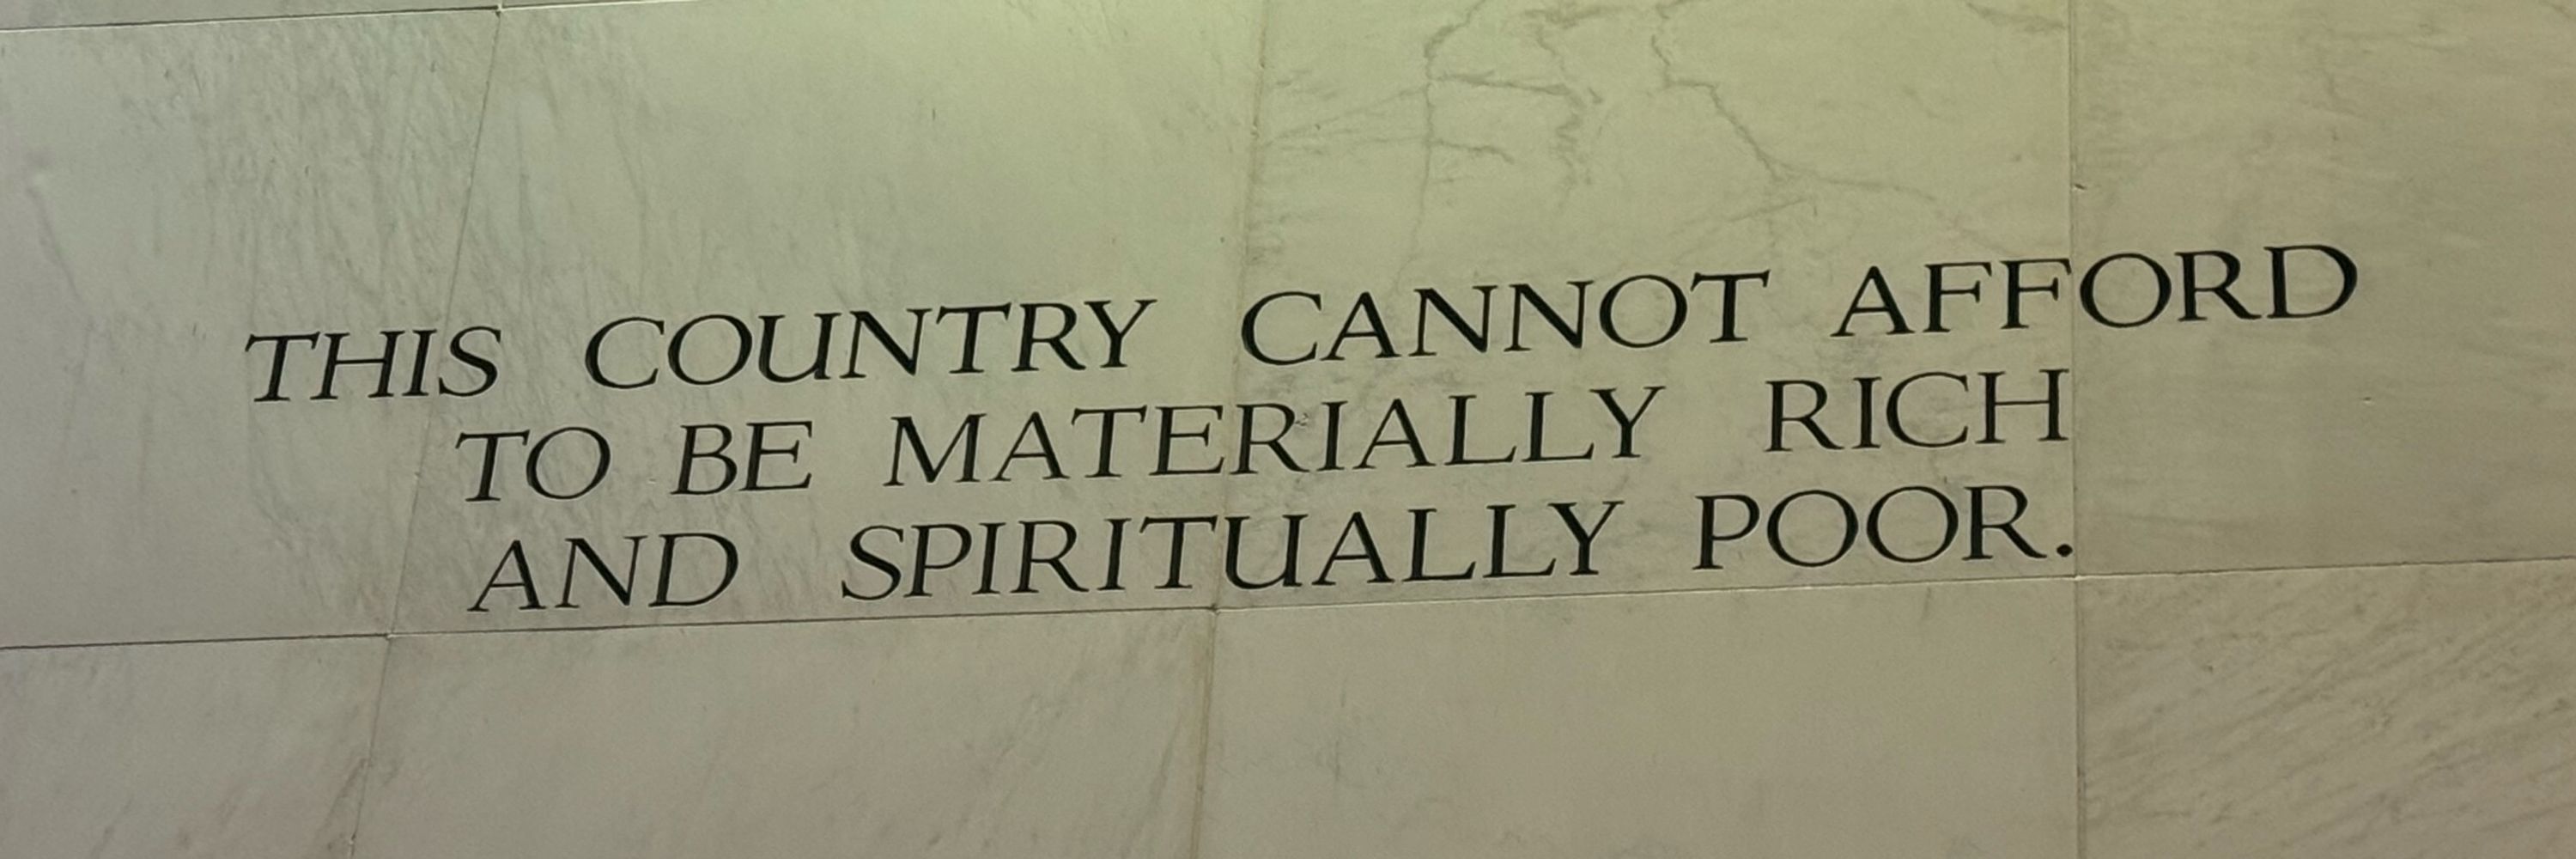 THIS COUNTRY CANNOT AFFORD
TO BE MATERIALLY RICH
AND SPIRITUALLY POOR.